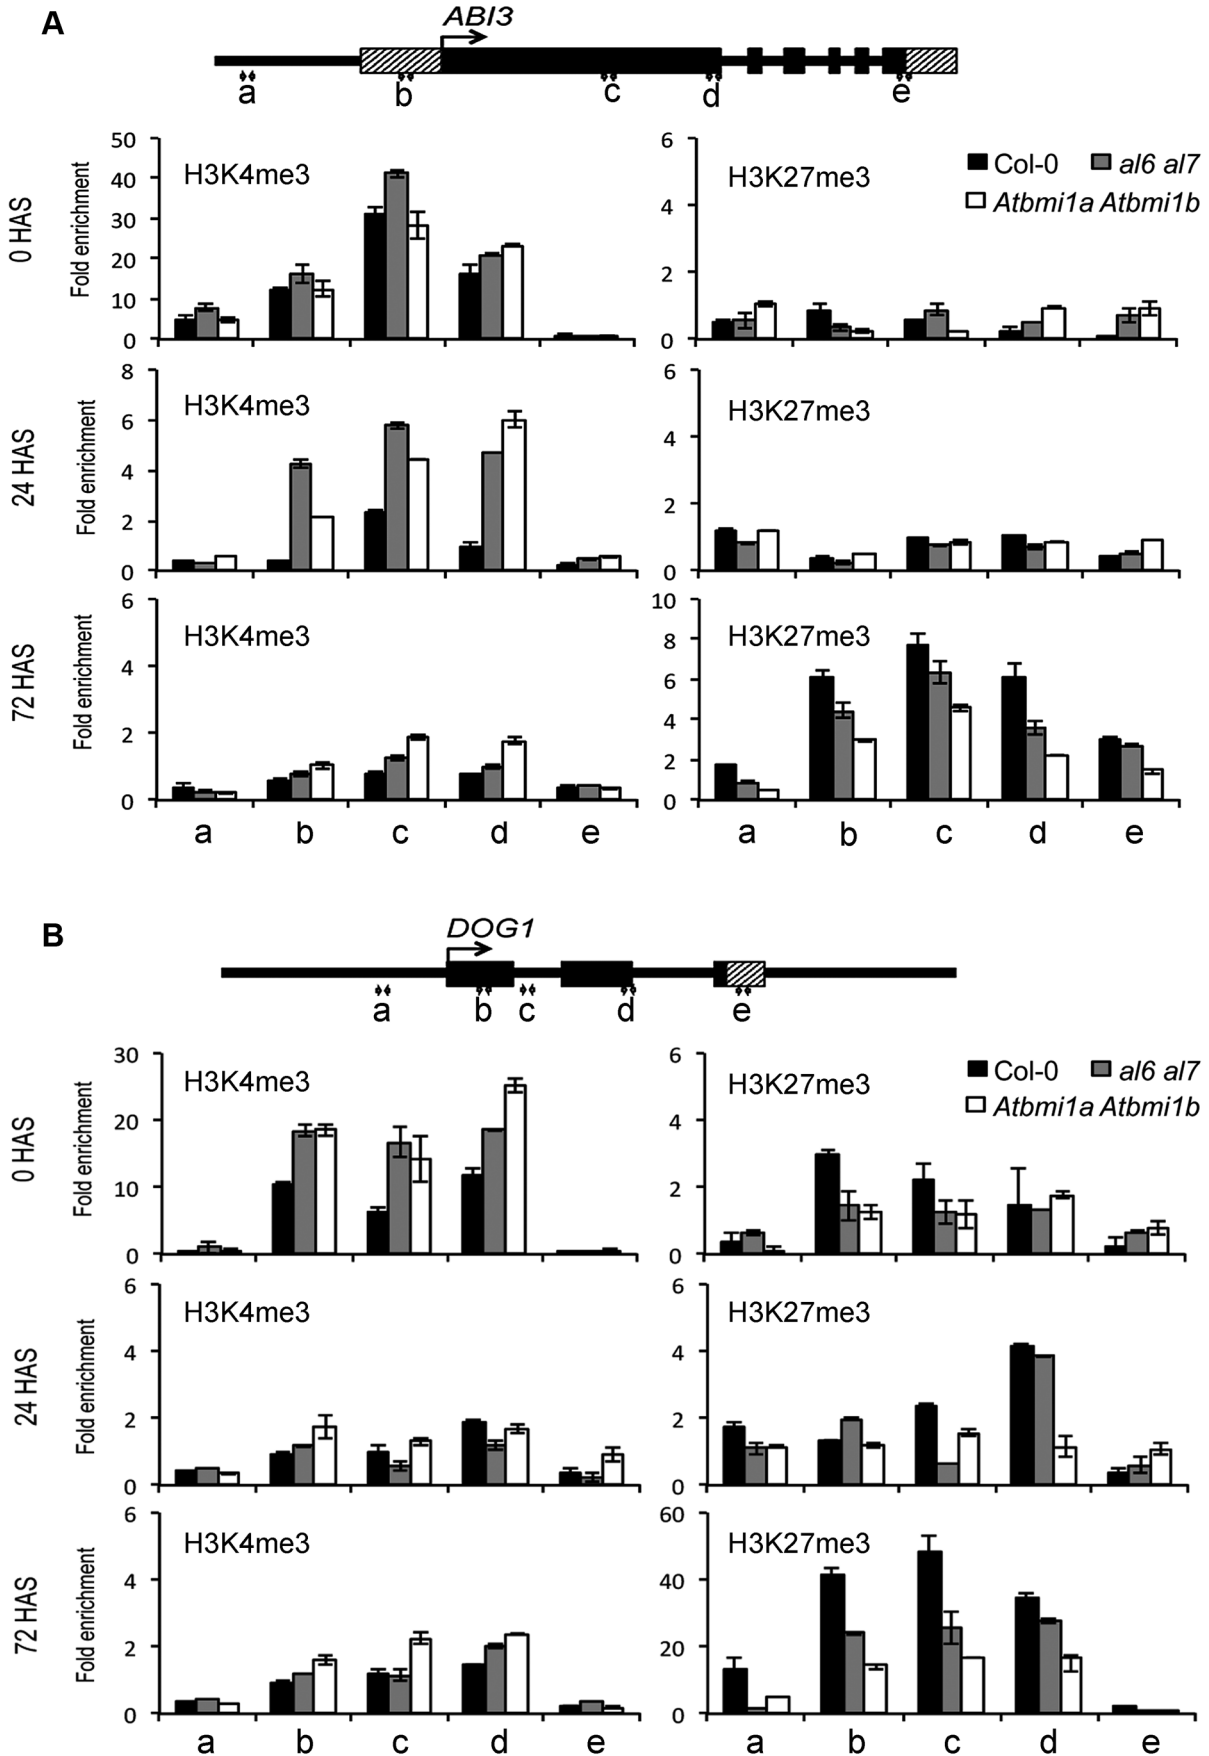 A
ABI3
a b c d e
0 HAS
Fold enrichment
50
40
30
20
10
0
H3K4me3
6
4
2
0
H3K27me3
Col-0 al6 al7
Atbmi1a Atbmi1b
24 HAS
Fold enrichment
8
6
4
2
0
H3K4me3
6
4
2
0
H3K27me3
72 HAS
Fold enrichment
6
4
2
0
H3K4me3
a b c d e
10
8
6
4
2
0
H3K27me3
a b c d e
B
DOG1
a b c d e
0 HAS
Fold enrichment
30
20
10
0
H3K4me3
6
4
2
0
H3K27me3
Col-0 al6 al7
Atbmi1a Atbmi1b
24 HAS
Fold enrichment
6
4
2
0
H3K4me3
6
4
2
0
H3K27me3
72 HAS
Fold enrichment
6
4
2
0
H3K4me3
a b c d e
60
40
20
0
H3K27me3
a b c d e